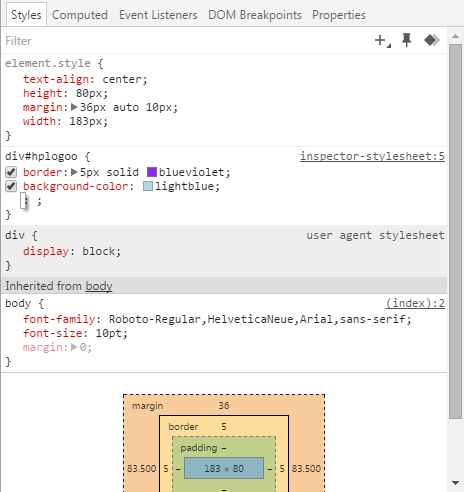 Styles Computed Event Listeners DOM Breakpoints Properties
Filter
element.style {
text-align: center;
height: 80px;
margin: 36px auto 10px;
width: 183px;
}
div#hplogoo { inspector-stylesheet:5
border: 5px solid blueviolet;
background-color: lightblue;
: ;
}
div { user agent stylesheet
display: block;
}
Inherited from body
body { (index):2
font-family: Roboto-Regular,HelveticaNeue,Arial,sans-serif;
font-size: 10pt;
margin: 0;
}
margin 36
border 5
padding –
83.500 5 – 183 × 80 – 5 83.500
–